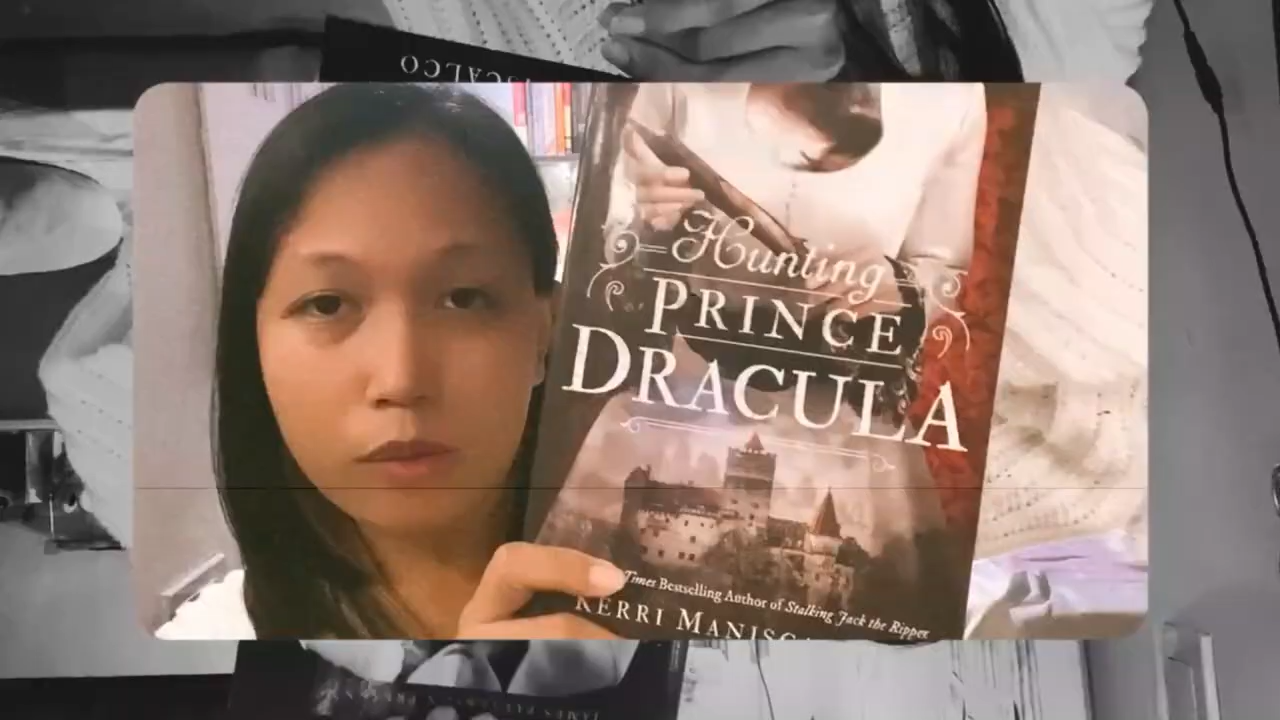 Hunting
PRINCE
DRACULA
Times Bestselling Author of Stalking Jack the Ripper
KERRI MANISC